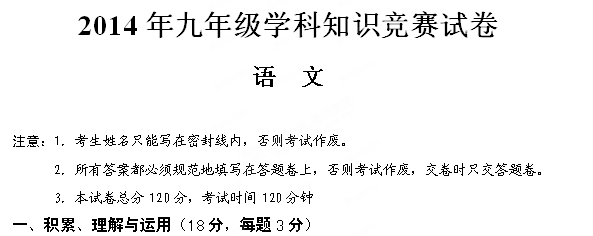 2014年九年级学科知识竞赛试卷
语 文
注意：1. 考生姓名只能写在密封线内，否则考试作废。
2. 所有答案都必须规范地填写在答题卷上，否则考试作废，交卷时尺交答题卷。
3. 本试卷总分120分，考试时间120分钟
一、积累、理解与运用（18分，每题3分）